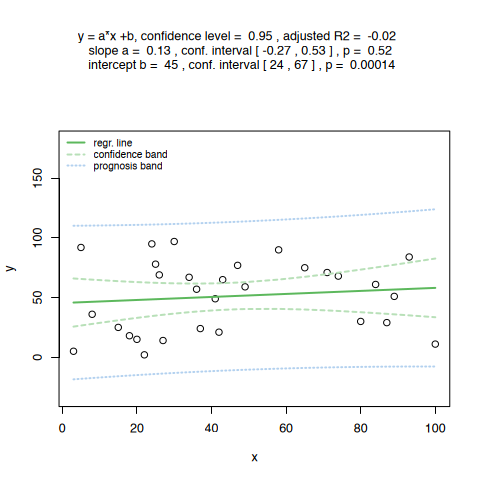 y = a*x +b, confidence level = 0.95 , adjusted R2 = -0.02
slope a = 0.13 , conf. interval [ -0.27 , 0.53 ] , p = 0.52
intercept b = 45 , conf. interval [ 24 , 67 ] , p = 0.00014
regr. line
confidence band
prognosis band
150
100
50
0
y
0 20 40 60 80 100
x